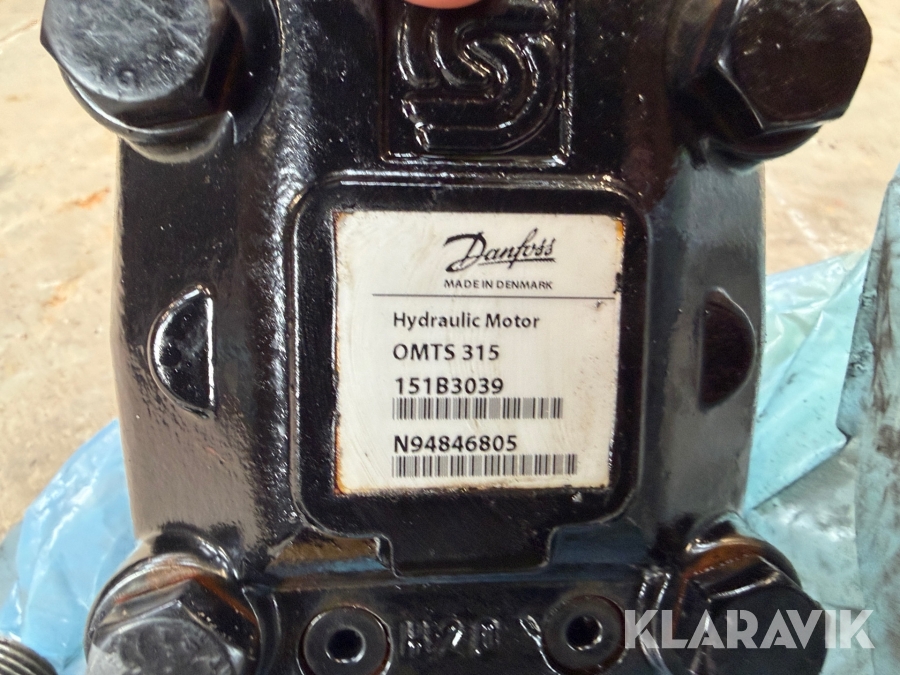 Danfoss
MADE IN DENMARK
Hydraulic Motor
OMTS 315
151B3039
N94846805
KLARAVIK